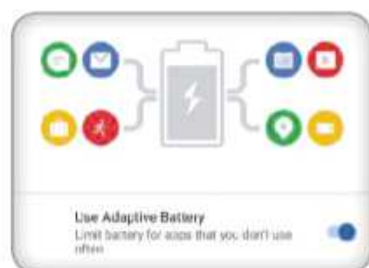 Use Adaptive Battery
Limit battery for apps that you don't use
often